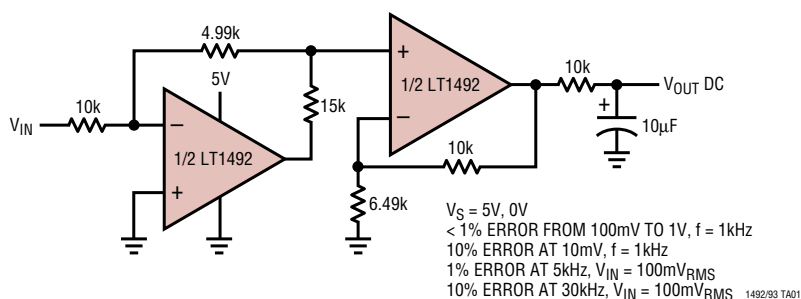 4.99k
10k
5V
+
10k
V_OUT DC
1/2 LT1492
15k
+
10µF
V_IN
–
–
10k
1/2 LT1492
+
6.49k
V_S = 5V, 0V
< 1% ERROR FROM 100mV TO 1V, f = 1kHz
10% ERROR AT 10mV, f = 1kHz
1% ERROR AT 5kHz, V_IN = 100mV_RMS
10% ERROR AT 30kHz, V_IN = 100mV_RMS
1492/93 TA01